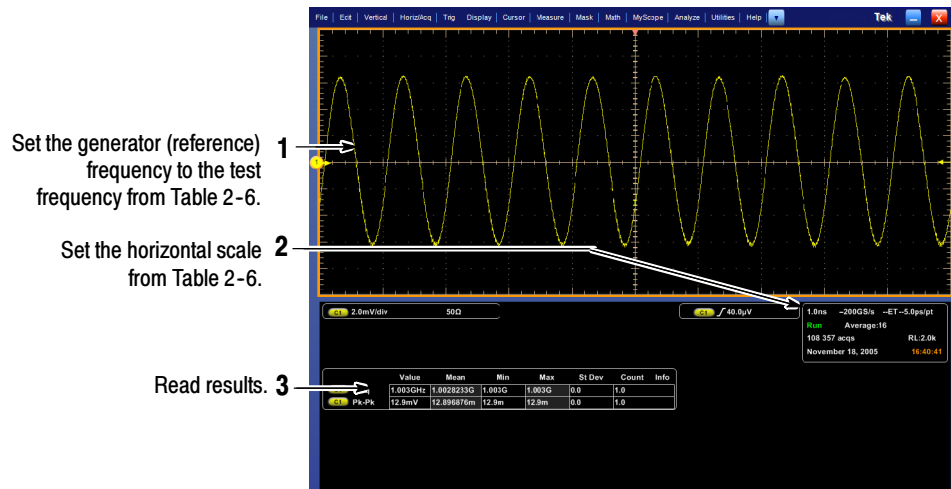 File | Edit | Vertical | Horiz/Acq | Trig | Display | Cursor | Measure | Mask | Math | MyScope | Analyze | Utilities | Help
Tek
X
Set the generator (reference) 1
frequency to the test
frequency from Table 2-6.
1
Set the horizontal scale 2
from Table 2-6.
C1 2.0mV/div 50Ω
C1 40.0µV
1.0ns --200GS/s --ET--5.0ps/pt
Run Average:16
108 357 acqs RL:2.0k
November 18, 2005 16:40:41
Read results. 3
Value Mean Min Max St Dev Count Info
1.003GHz 1.0028233G 1.003G 1.003G 0.0 1.0
C1 Pk-Pk 12.9mV 12.896876m 12.9m 12.9m 0.0 1.0